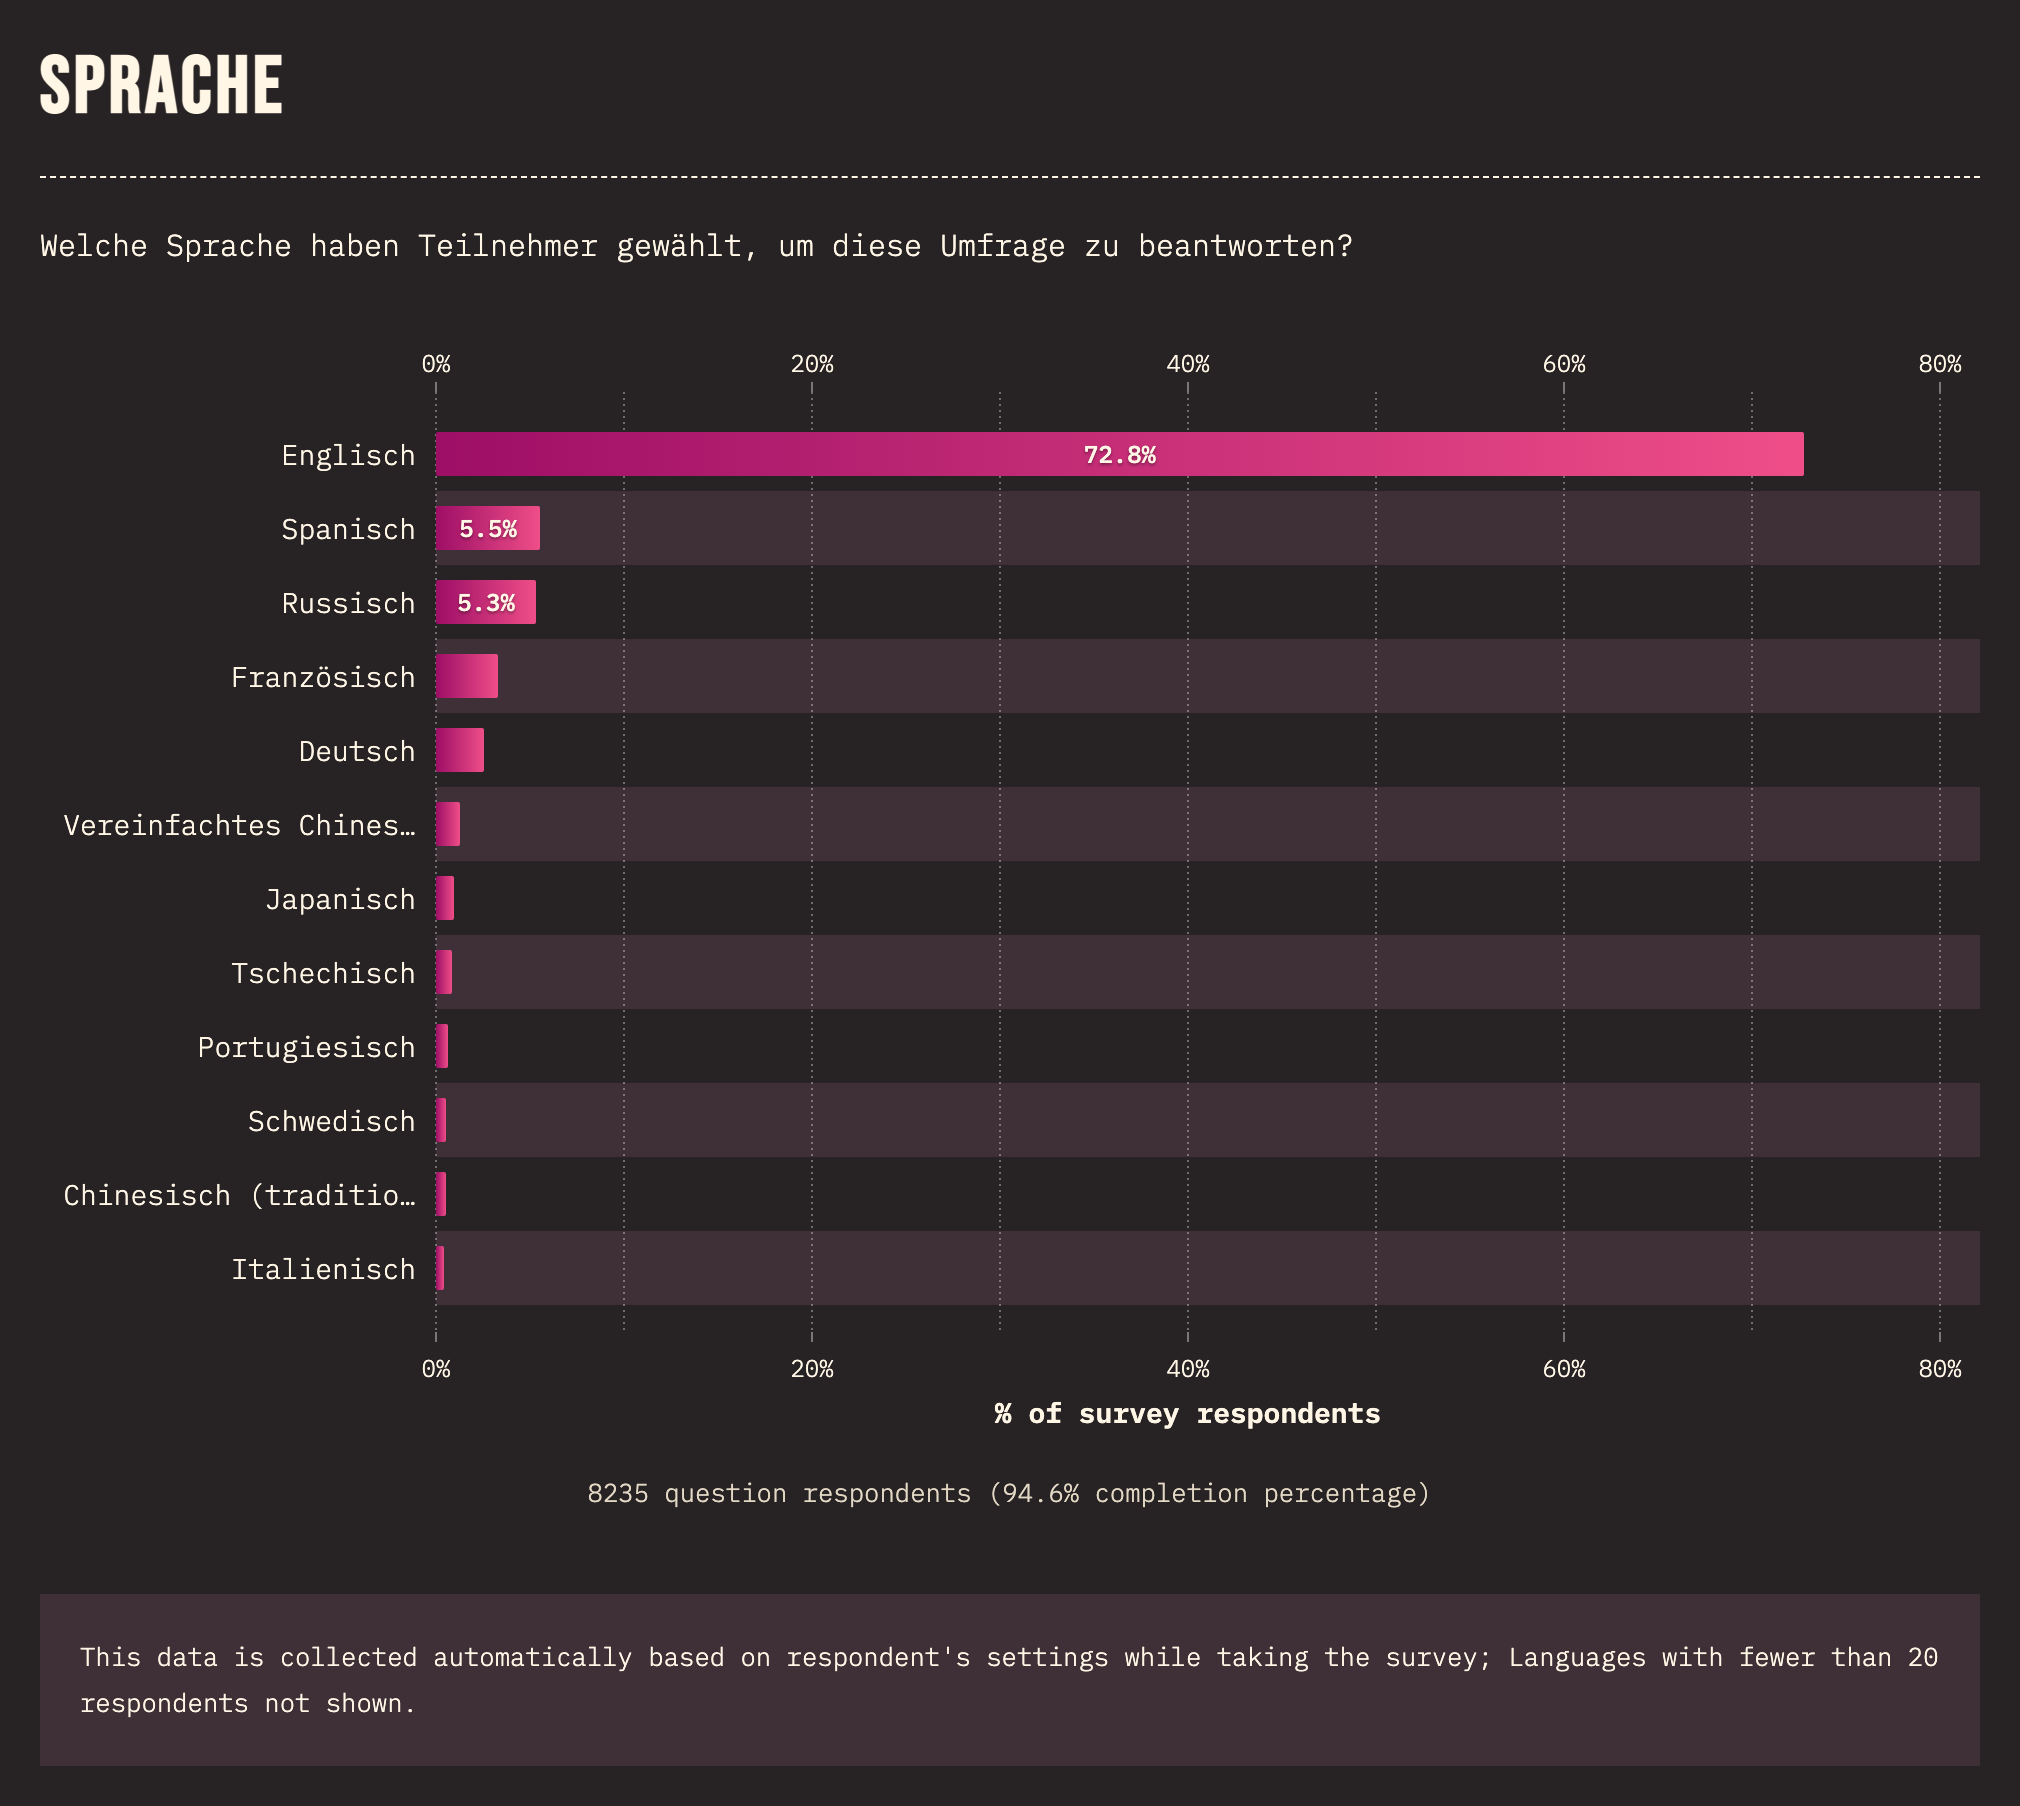 SPRACHE
Welche Sprache haben Teilnehmer gewählt, um diese Umfrage zu beantworten?
0% 20% 40% 60% 80%
Englisch 72.8%
Spanisch 5.5%
Russisch 5.3%
Französisch
Deutsch
Vereinfachtes Chines…
Japanisch
Tschechisch
Portugiesisch
Schwedisch
Chinesisch (traditio…
Italienisch
0% 20% 40% 60% 80%
% of survey respondents
8235 question respondents (94.6% completion percentage)
This data is collected automatically based on respondent's settings while taking the survey; Languages with fewer than 20
respondents not shown.